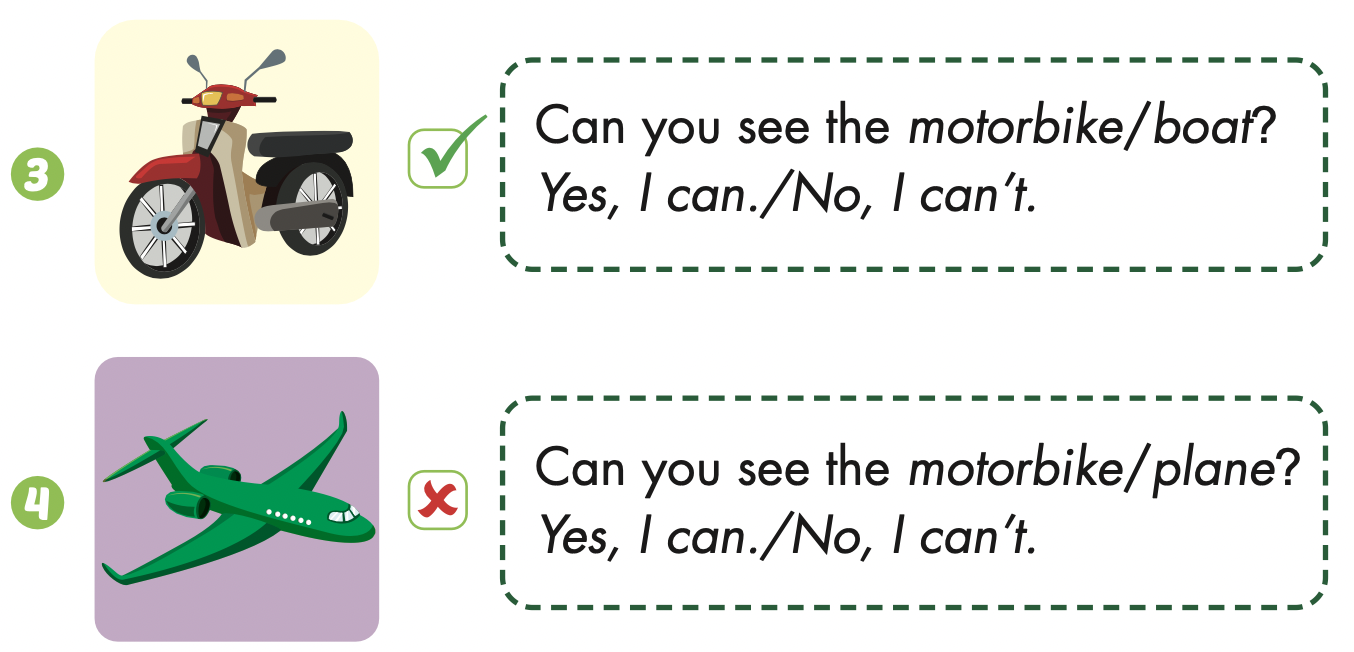 3
Can you see the motorbike/boat?
Yes, I can./No, I can't.
4
Can you see the motorbike/plane?
Yes, I can./No, I can't.